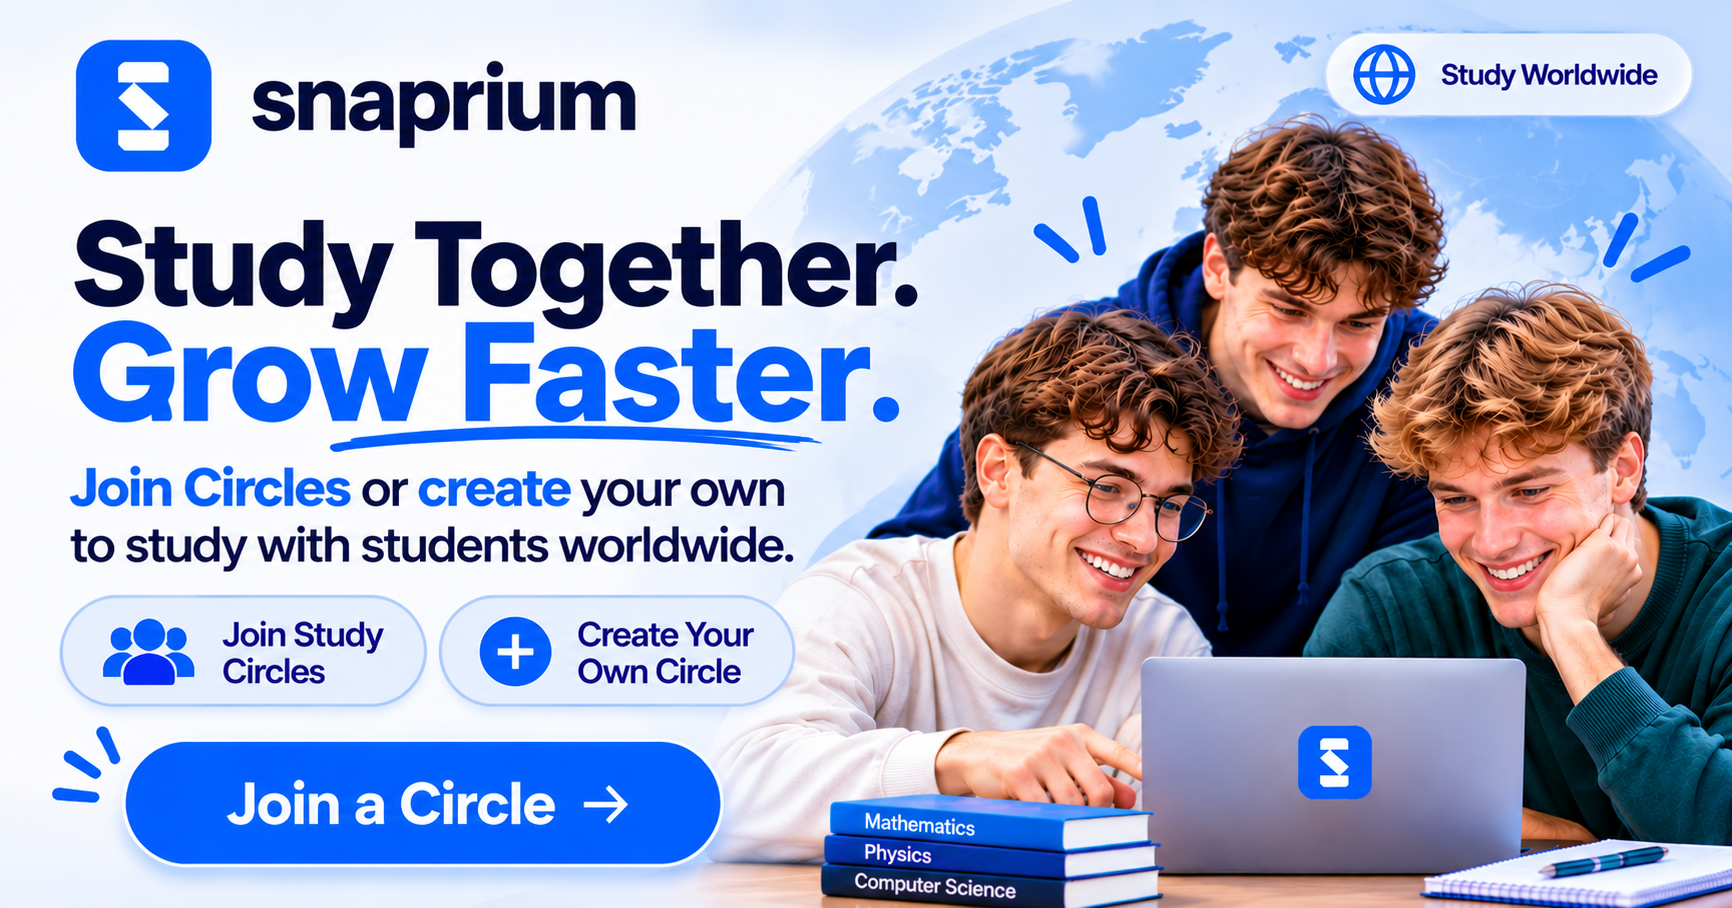 snaprium
Study Worldwide
Study Together.
Grow Faster.
Join Circles or create your own
to study with students worldwide.
Join Study
Circles
Create Your
Own Circle
Join a Circle →
Mathematics
Physics
Computer Science